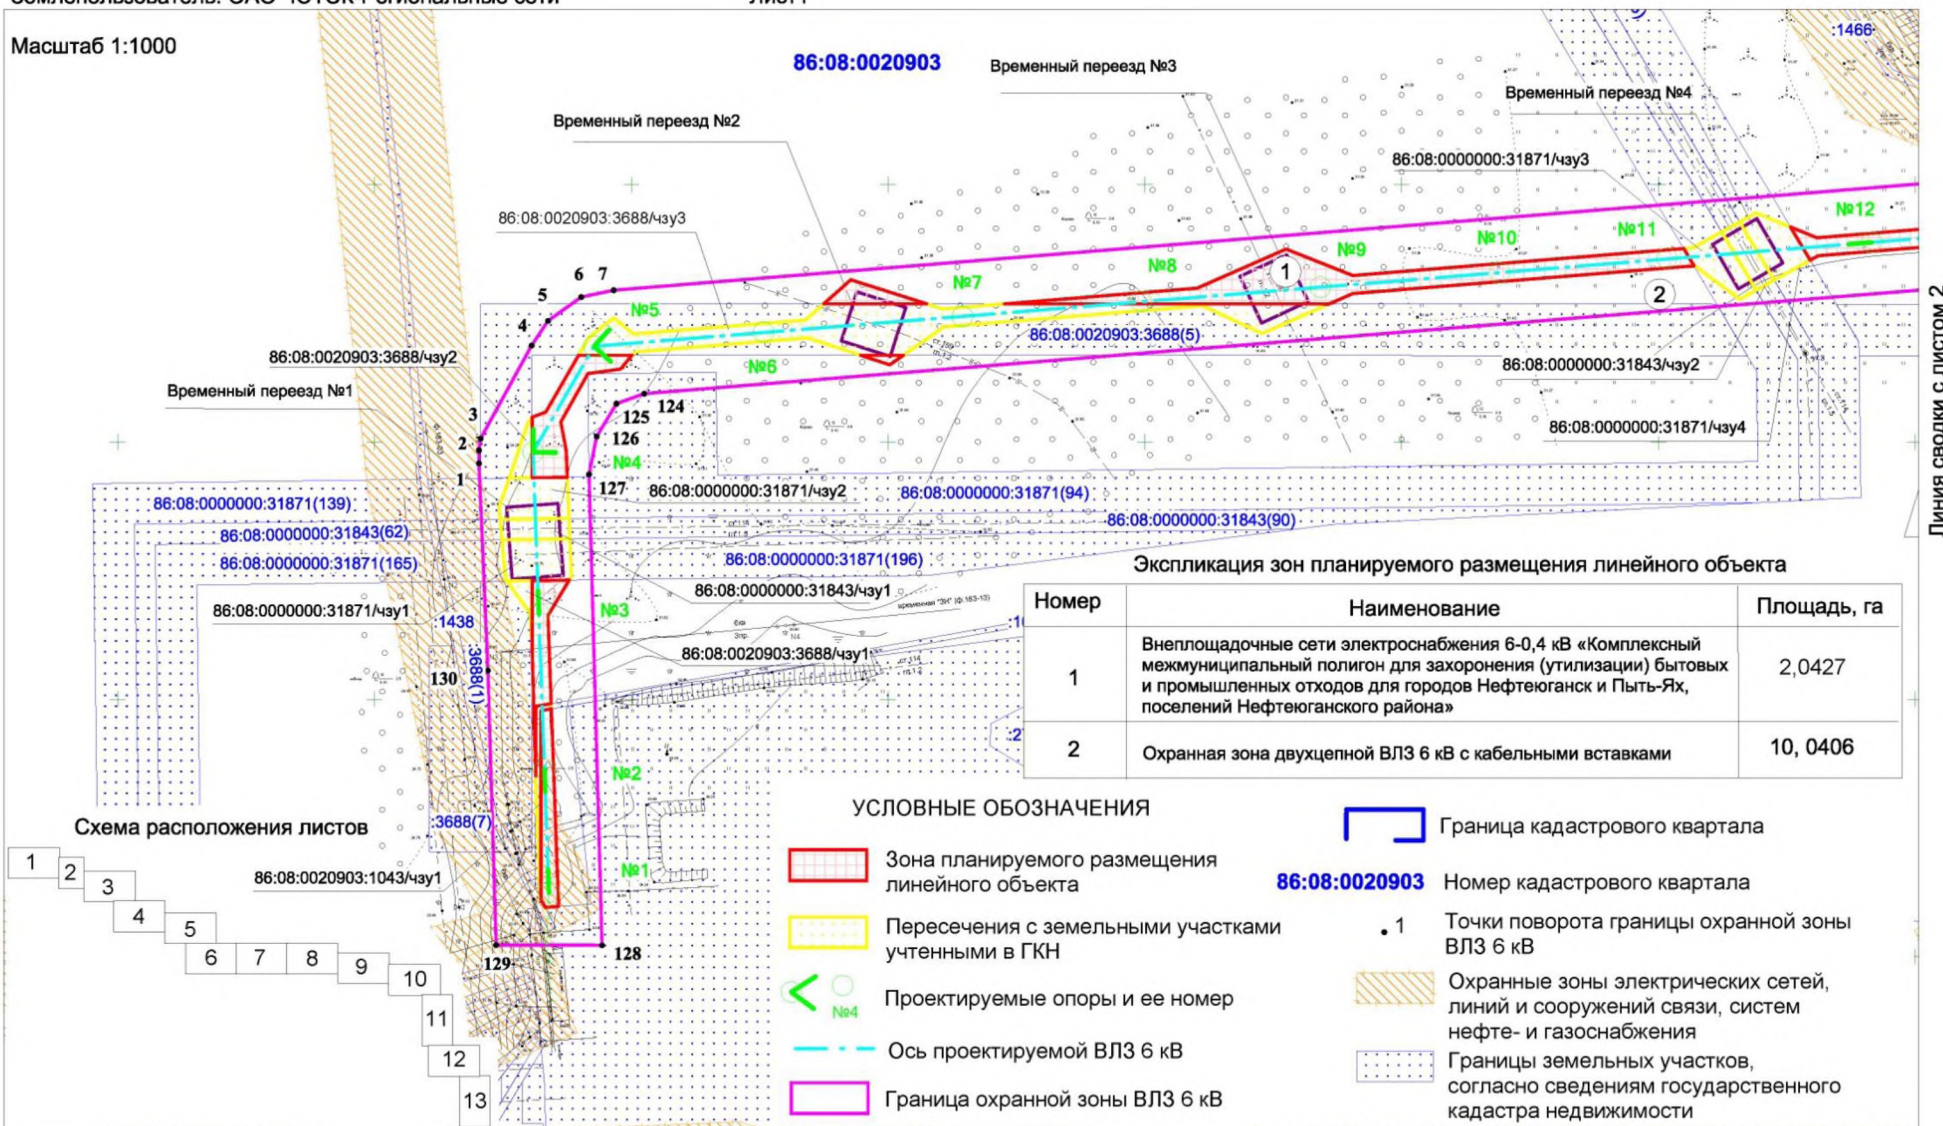 Масштаб 1:1000
86:08:0020903
Временный переезд №3
:1466
Временный переезд №2
Временный переезд №4
86:08:0000000:31871/чзу3
86:08:0020903:3688/чзу3
№12
№11
№10
№9
№8
№7
1
2
6 7
5
4
№5
86:08:0020903:3688(5)
86:08:0020903:3688/чзу2
№6
86:08:0000000:31843/чзу2
Временный переезд №1
124
125
3
2
1
126
86:08:0000000:31871/чзу4
№4
127
86:08:0000000:31871/чзу2
86:08:0000000:31871(94)
86:08:0000000:31871(139)
86:08:0000000:31843(90)
86:08:0000000:31843(62)
86:08:0000000:31871(165)
86:08:0000000:31871(196)
86:08:0000000:31843/чзу1
86:08:0000000:31871/чзу1
№3
временная "ЗИ" (ф.163-13)
:1438
86:08:0020903:3688/чзу1
:3688(1)
130
№2
:3688(7)
№1
86:08:0020903:1043/чзу1
129
128
Линия сводки с листом 2
Экспликация зон планируемого размещения линейного объекта
Номер Наименование Площадь, га
1 Внеплощадочные сети электроснабжения 6-0,4 кВ «Комплексный
межмуниципальный полигон для захоронения (утилизации) бытовых
и промышленных отходов для городов Нефтеюганск и Пыть-Ях,
поселений Нефтеюганского района» 2,0427
2 Охранная зона двухцепной ВЛЗ 6 кВ с кабельными вставками 10, 0406
Схема расположения листов
1
2
3
4
5
6
7
8
9
10
11
12
13
УСЛОВНЫЕ ОБОЗНАЧЕНИЯ
Зона планируемого размещения
линейного объекта
Пересечения с земельными участками
учтенными в ГКН
№4 Проектируемые опоры и ее номер
Ось проектируемой ВЛЗ 6 кВ
Граница охранной зоны ВЛЗ 6 кВ
Граница кадастрового квартала
86:08:0020903 Номер кадастрового квартала
1 Точки поворота границы охранной зоны
ВЛЗ 6 кВ
Охранные зоны электрических сетей,
линий и сооружений связи, систем
нефте- и газоснабжения
Границы земельных участков,
согласно сведениям государственного
кадастра недвижимости